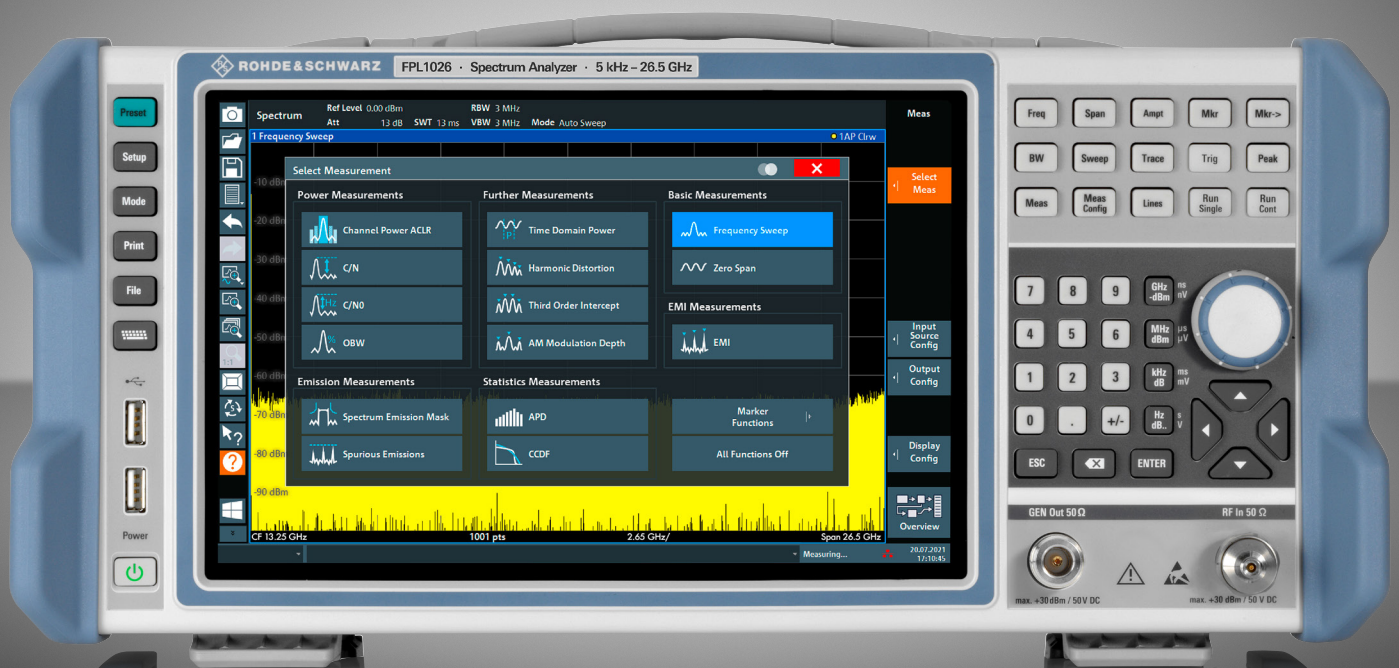 ROHDE & SCHWARZ
FPL1026 · Spectrum Analyzer · 5 kHz – 26.5 GHz
Preset
Setup
Mode
Print
File
Power
Spectrum
Ref Level 0.00 dBm
RBW 3 MHz
Att 13 dB SWT 13 ms VBW 3 MHz Mode Auto Sweep
1 Frequency Sweep
1AP Clrw
-10 dBm
-20 dBm
-30 dBm
-40 dBm
-50 dBm
-60 dBm
-70 dBm
-80 dBm
-90 dBm
Select Measurement
Power Measurements
Channel Power ACLR
C/N
C/N0
OBW
Emission Measurements
Spectrum Emission Mask
Spurious Emissions
Further Measurements
Time Domain Power
Harmonic Distortion
Third Order Intercept
AM Modulation Depth
Statistics Measurements
APD
CCDF
Basic Measurements
Frequency Sweep
Zero Span
EMI Measurements
EMI
Marker
Functions
All Functions Off
CF 13.25 GHz
1001 pts
2.65 GHz/
Span 26.5 GHz
Measuring...
20.07.2021
17:10:45
Meas
Select
Meas
Input
Source
Config
Output
Config
Display
Config
Overview
Freq
Span
Ampt
Mkr
Mkr->
BW
Sweep
Trace
Trig
Peak
Meas
Meas
Config
Lines
Run
Single
Run
Cont
7
8
9
GHz
-dBm
ns
nV
4
5
6
MHz
dBm
µs
µV
1
2
3
kHz
dB
ms
mV
0
.
+/-
Hz
dB..
s
V
ESC
ENTER
GEN Out 50 Ω
RF In 50 Ω
max. +30 dBm / 50 V DC
max. +30 dBm / 50 V DC